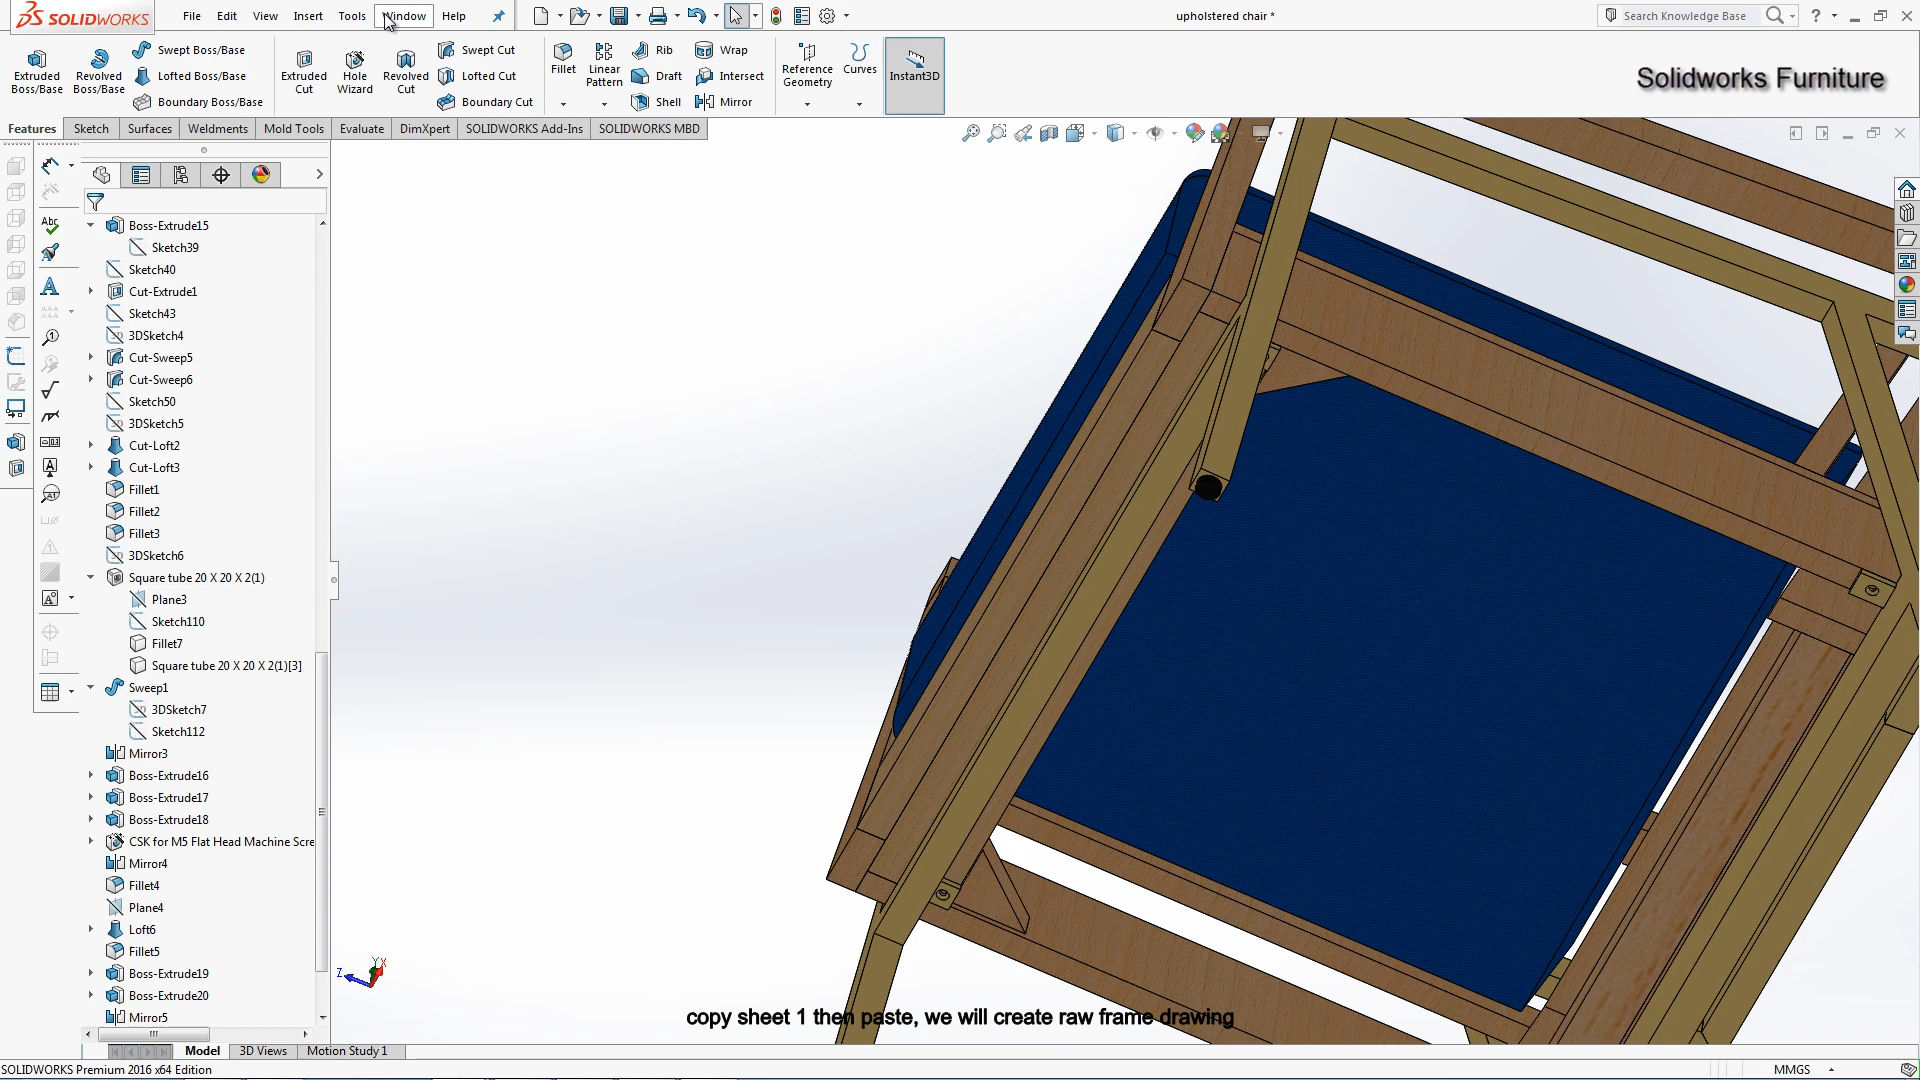 SOLIDWORKS File Edit View Insert Tools Window Help upholstered chair * Search Knowledge Base
Extruded Boss/Base Revolved Boss/Base Swept Boss/Base Lofted Boss/Base Boundary Boss/Base
Extruded Cut Hole Wizard Revolved Cut Swept Cut Lofted Cut Boundary Cut
Fillet Linear Pattern Rib Draft Shell Wrap Intersect Mirror
Reference Geometry Curves Instant3D
Solidworks Furniture
Features Sketch Surfaces Weldments Mold Tools Evaluate DimXpert SOLIDWORKS Add-Ins SOLIDWORKS MBD
Boss-Extrude15
Sketch39
Sketch40
Cut-Extrude1
Sketch43
3DSketch4
Cut-Sweep5
Cut-Sweep6
Sketch50
3DSketch5
Cut-Loft2
Cut-Loft3
Fillet1
Fillet2
Fillet3
3DSketch6
Square tube 20 X 20 X 2(1)
Plane3
Sketch110
Fillet7
Square tube 20 X 20 X 2(1)[3]
Sweep1
3DSketch7
Sketch112
Mirror3
Boss-Extrude16
Boss-Extrude17
Boss-Extrude18
CSK for M5 Flat Head Machine Scre
Mirror4
Fillet4
Plane4
Loft6
Fillet5
Boss-Extrude19
Boss-Extrude20
Mirror5
Z Y X
copy sheet 1 then paste, we will create raw frame drawing
Model 3D Views Motion Study 1
SOLIDWORKS Premium 2016 x64 Edition MMGS